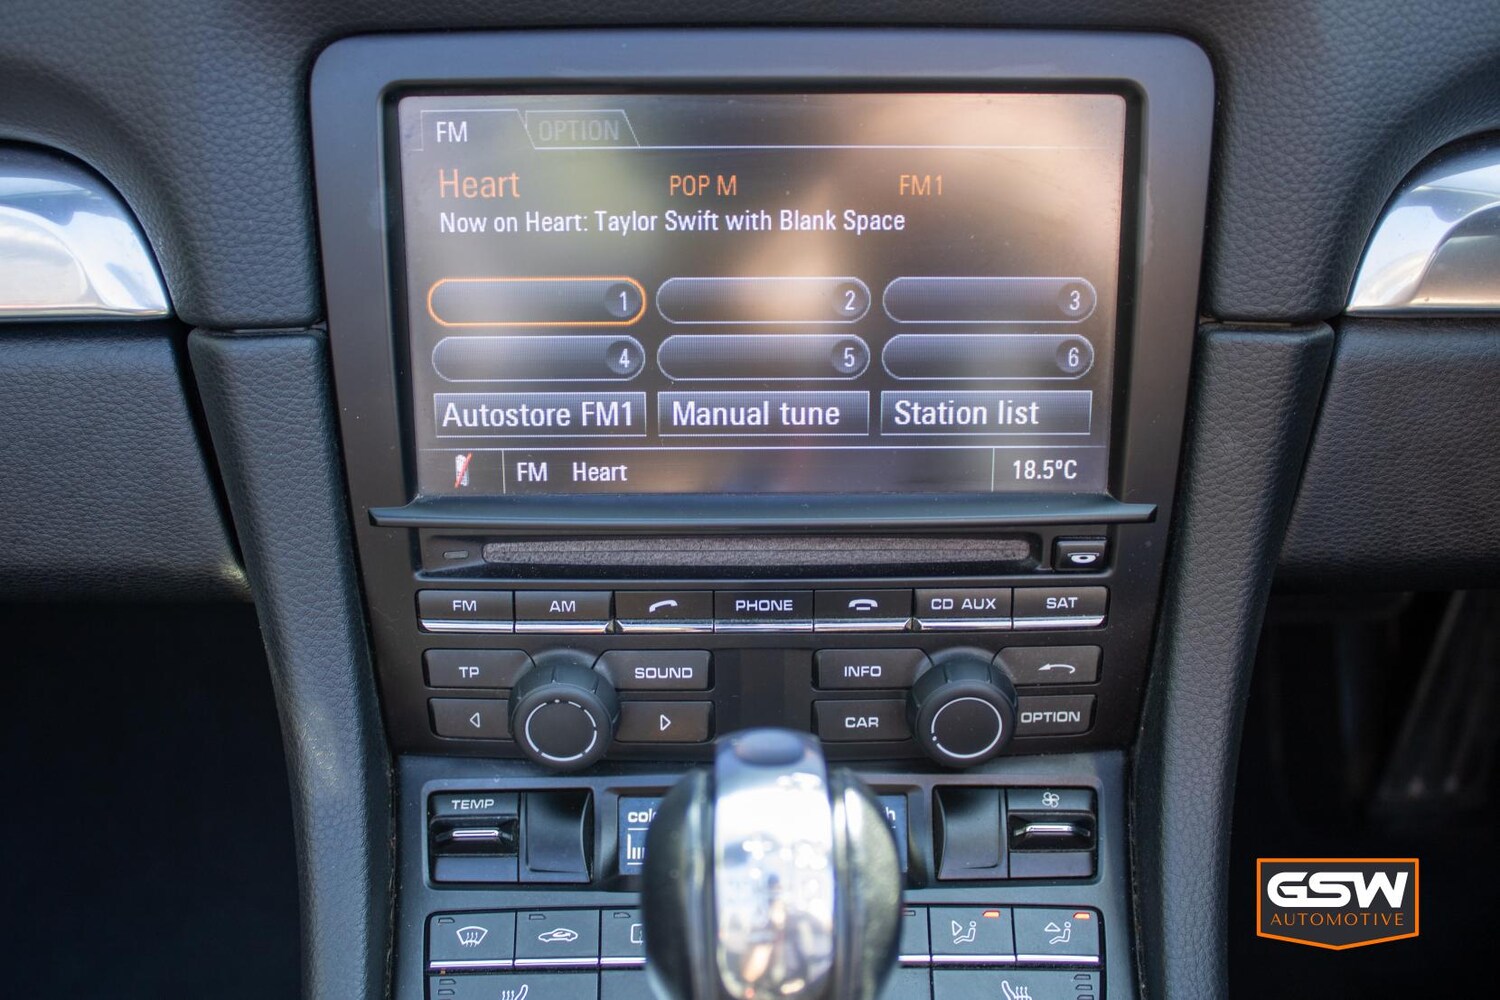 FM OPTION
Heart POP M FM1
Now on Heart: Taylor Swift with Blank Space
1 2 3
4 5 6
Autostore FM1 Manual tune Station list
FM Heart 18.5ºC
FM AM PHONE CD AUX SAT
TP SOUND INFO
CAR OPTION
TEMP
GSW
AUTOMOTIVE